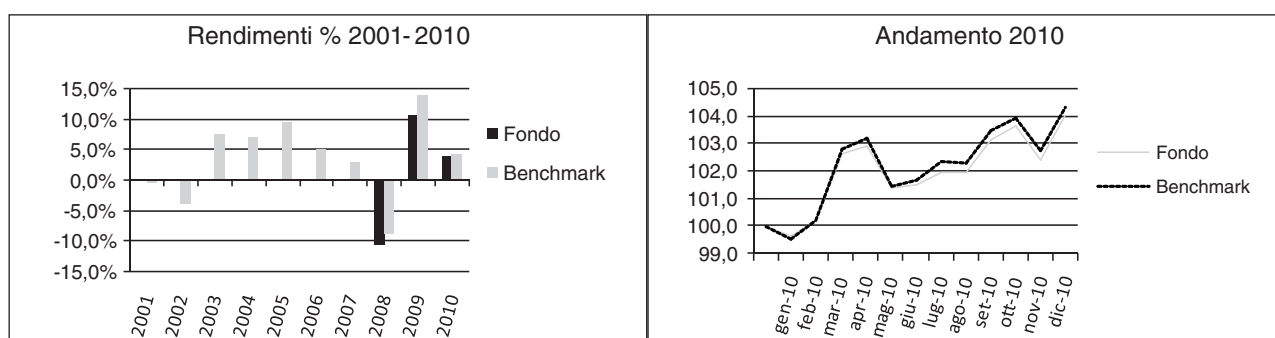 Rendimenti % 2001-2010
15,0%
10,0%
5,0%
0,0%
-5,0%
-10,0%
-15,0%
2001
2002
2003
2004
2005
2006
2007
2008
2009
2010
Fondo
Benchmark
Andamento 2010
105,0
104,0
103,0
102,0
101,0
100,0
99,0
gen-10
feb-10
mar-10
apr-10
mag-10
giu-10
lug-10
ago-10
set-10
ott-10
nov-10
dic-10
Fondo
Benchmark